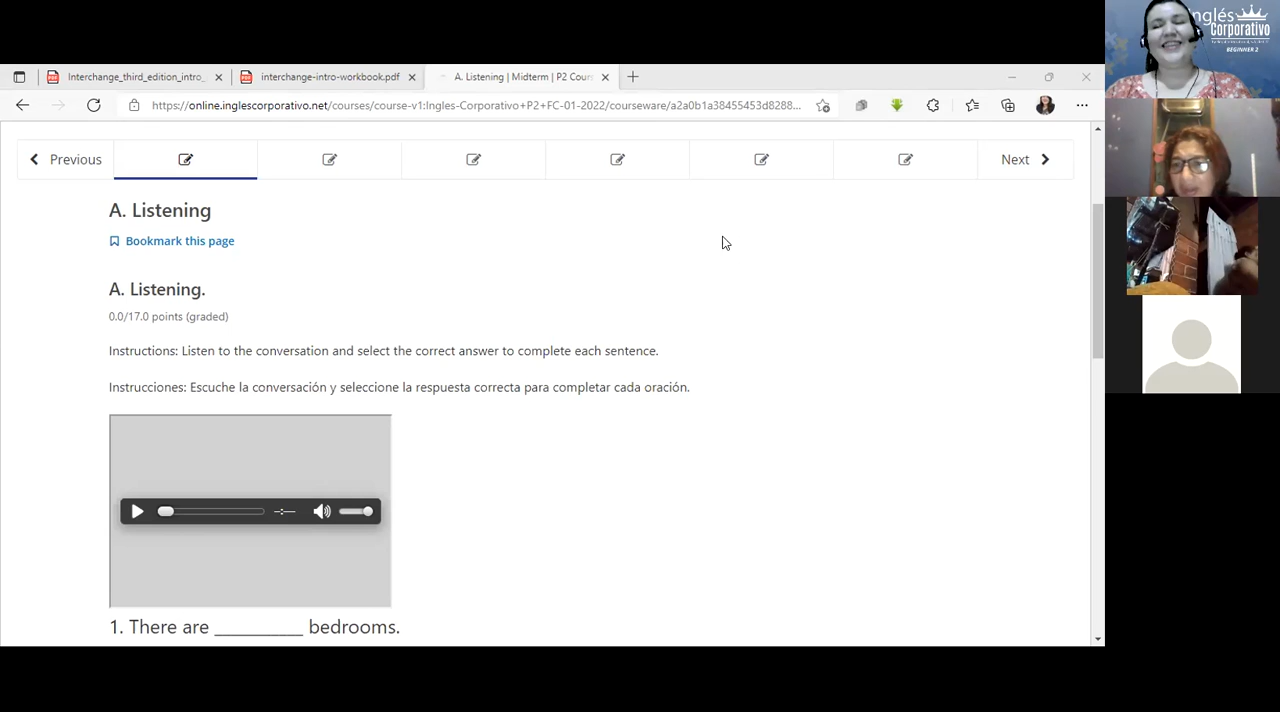 Interchange_third_edition_intro_
interchange-intro-workbook.pdf
A. Listening | Midterm | P2 Cour
https://online.inglescorporativo.net/courses/course-v1:Ingles-Corporativo+P2+FC-01-2022/courseware/a2a0b1a38455453d8288...
Previous
Next
A. Listening
Bookmark this page
A. Listening.
0.0/17.0 points (graded)
Instructions: Listen to the conversation and select the correct answer to complete each sentence.
Instrucciones: Escuche la conversación y seleccione la respuesta correcta para completar cada oración.
-:--
1. There are __________ bedrooms.
nglés
Corporativo
BEGINNER 2